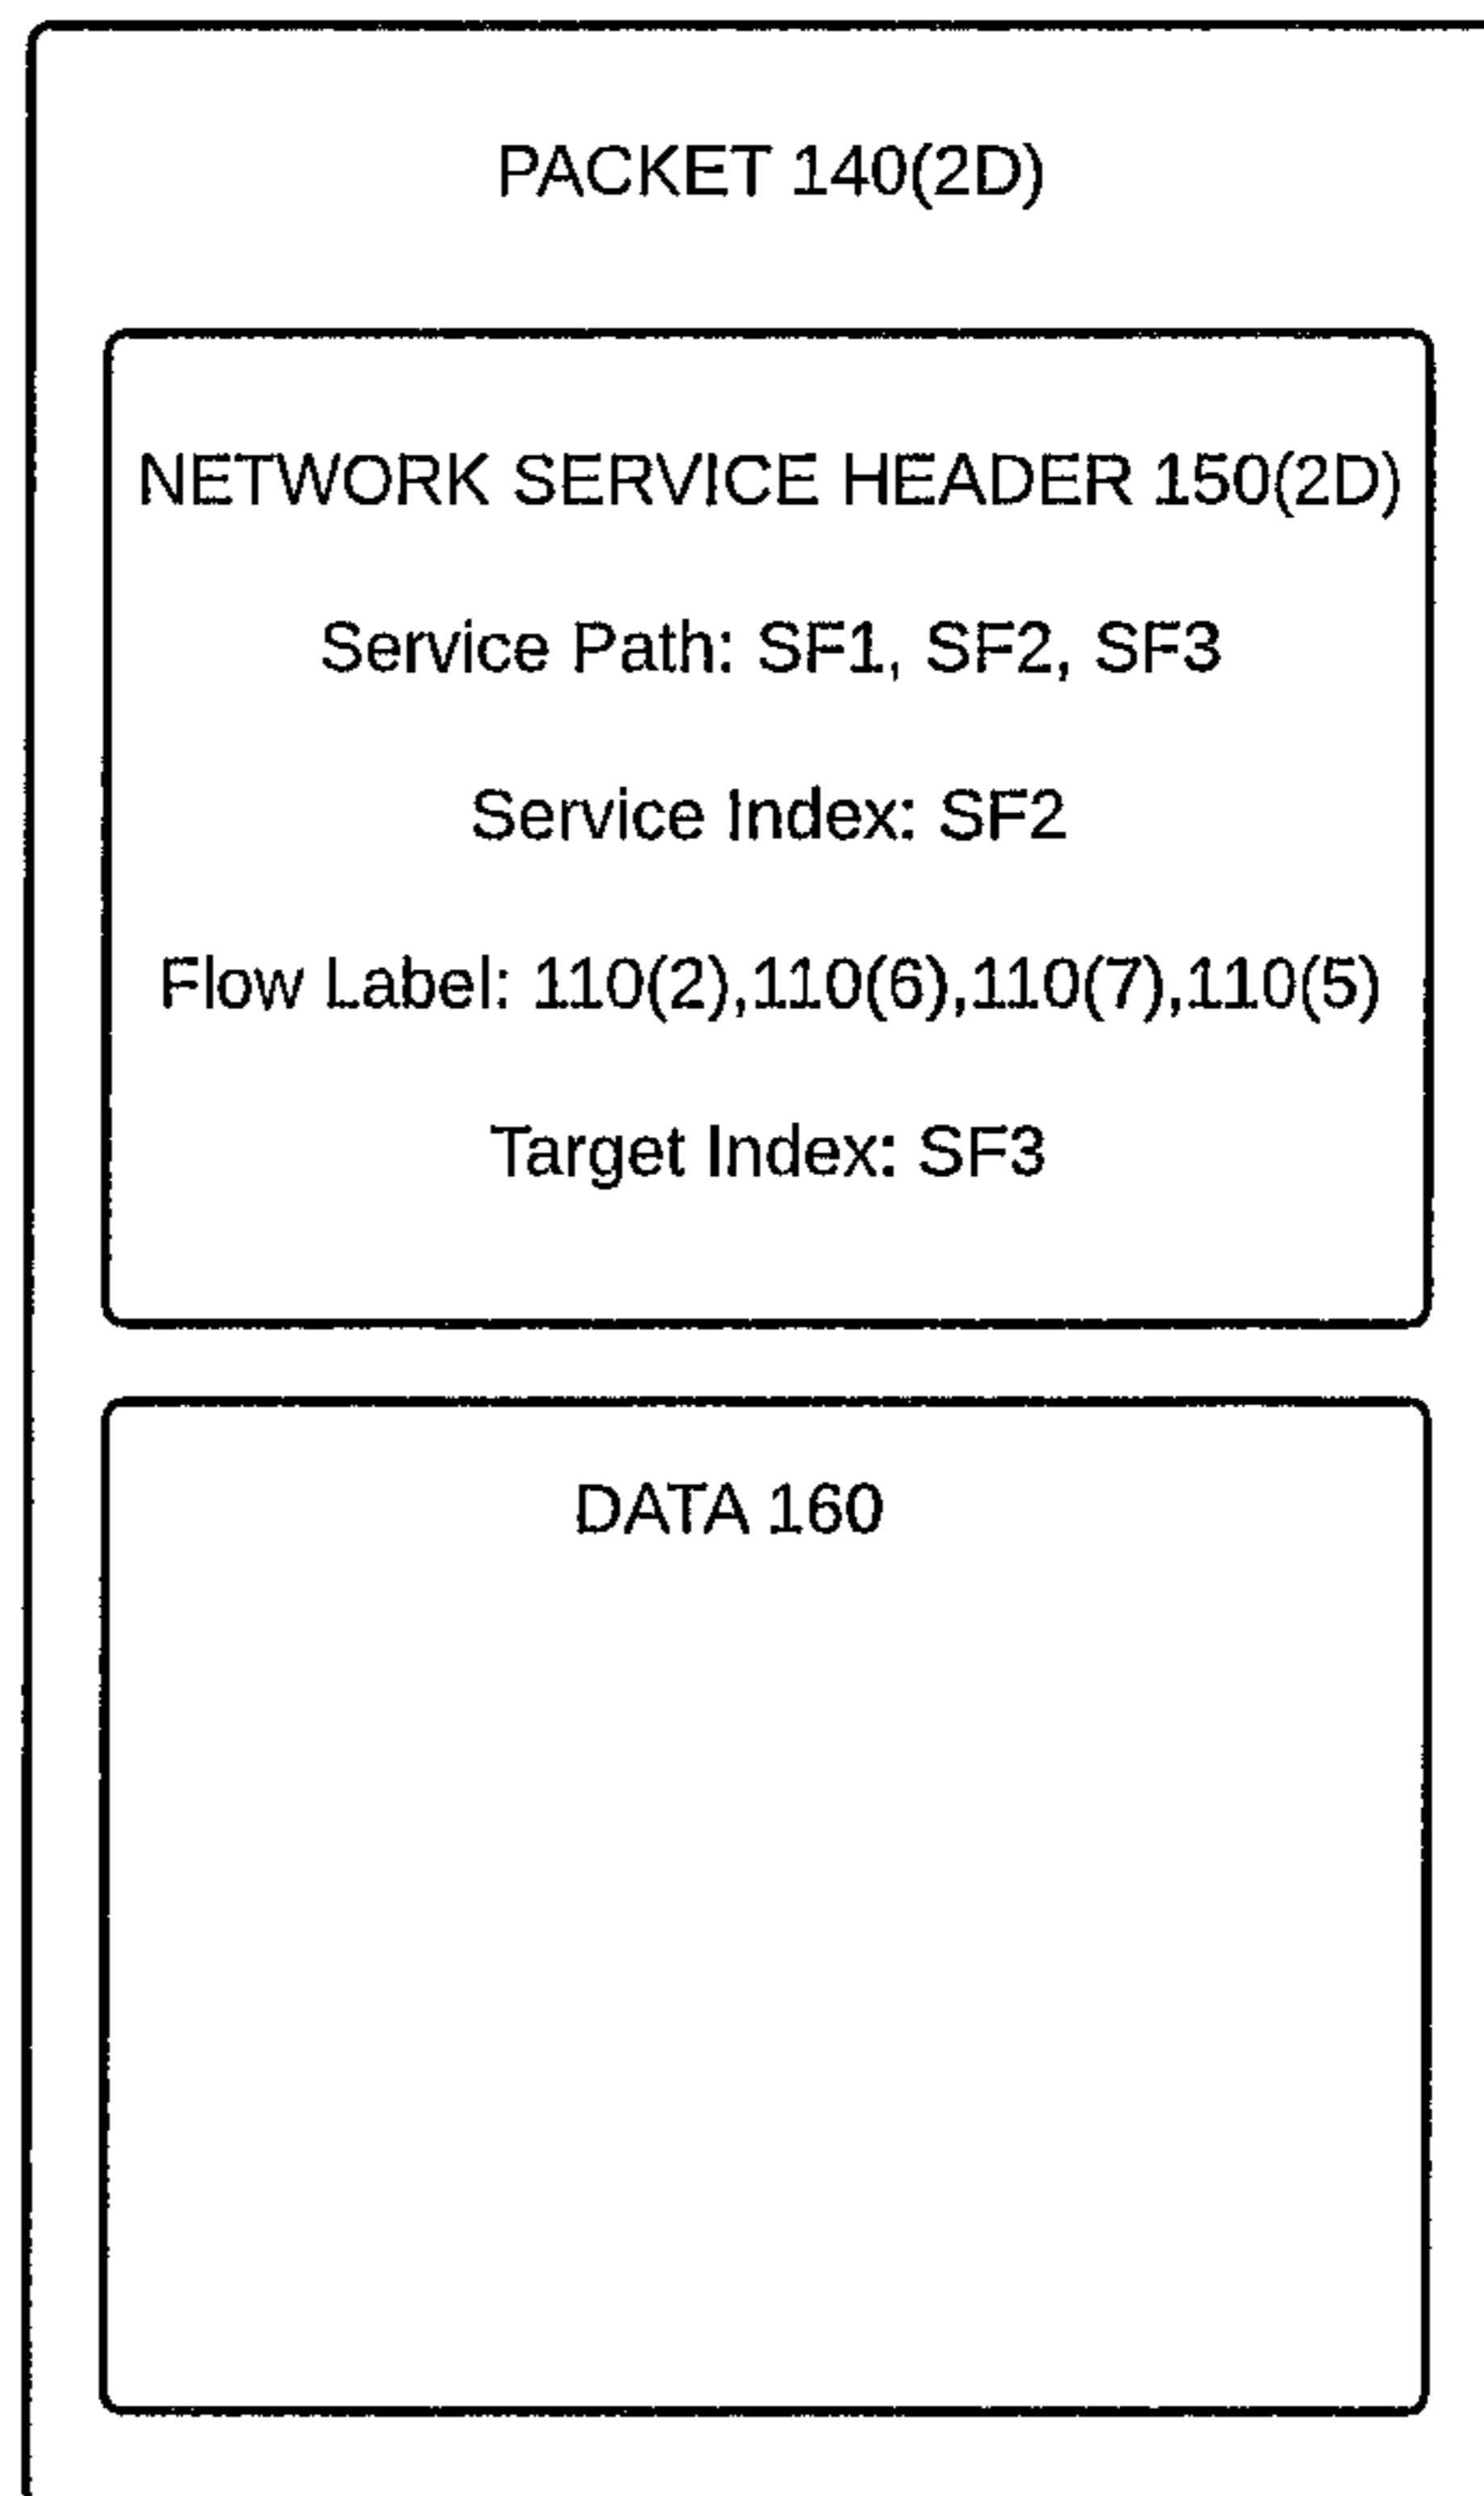 PACKET 140(2D)
NETWORK SERVICE HEADER 150(2D)
Service Path: SF1, SF2, SF3
Service Index: SF2
Flow Label: 110(2),110(6),110(7),110(5)
Target Index: SF3
DATA 160